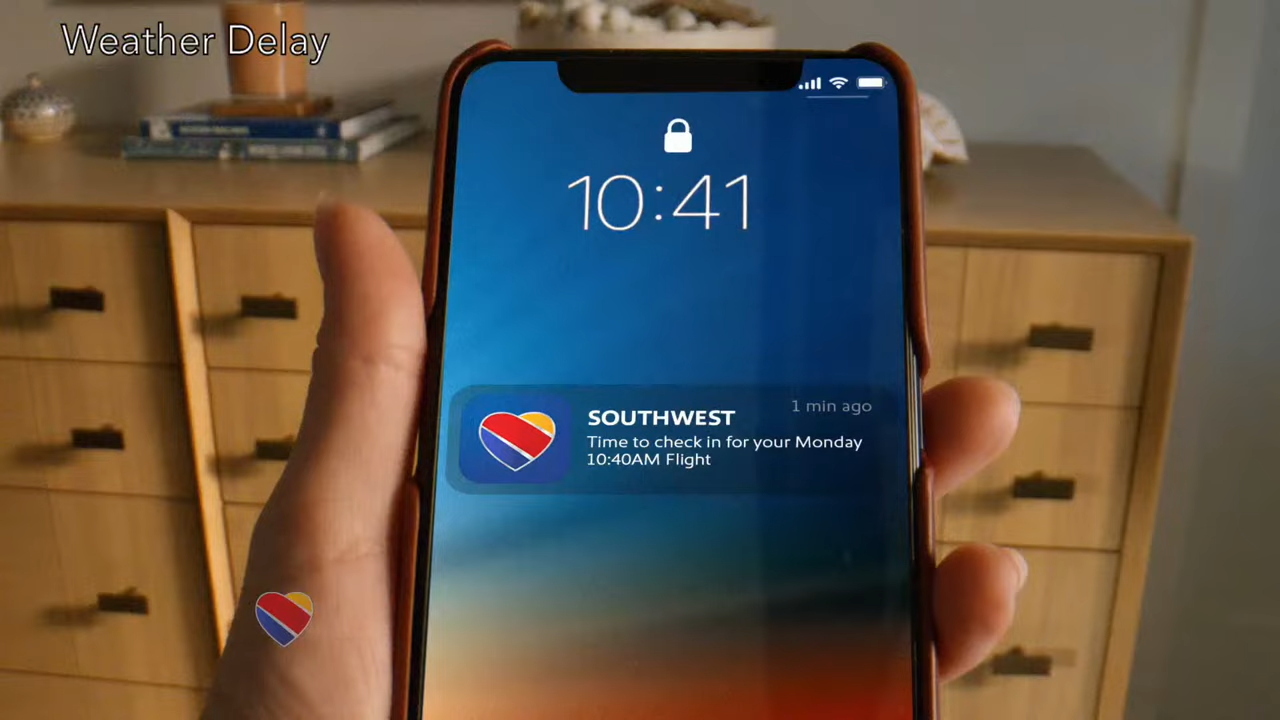 Weather Delay
10:41
1 min ago
SOUTHWEST
Time to check in for your Monday
10:40AM Flight